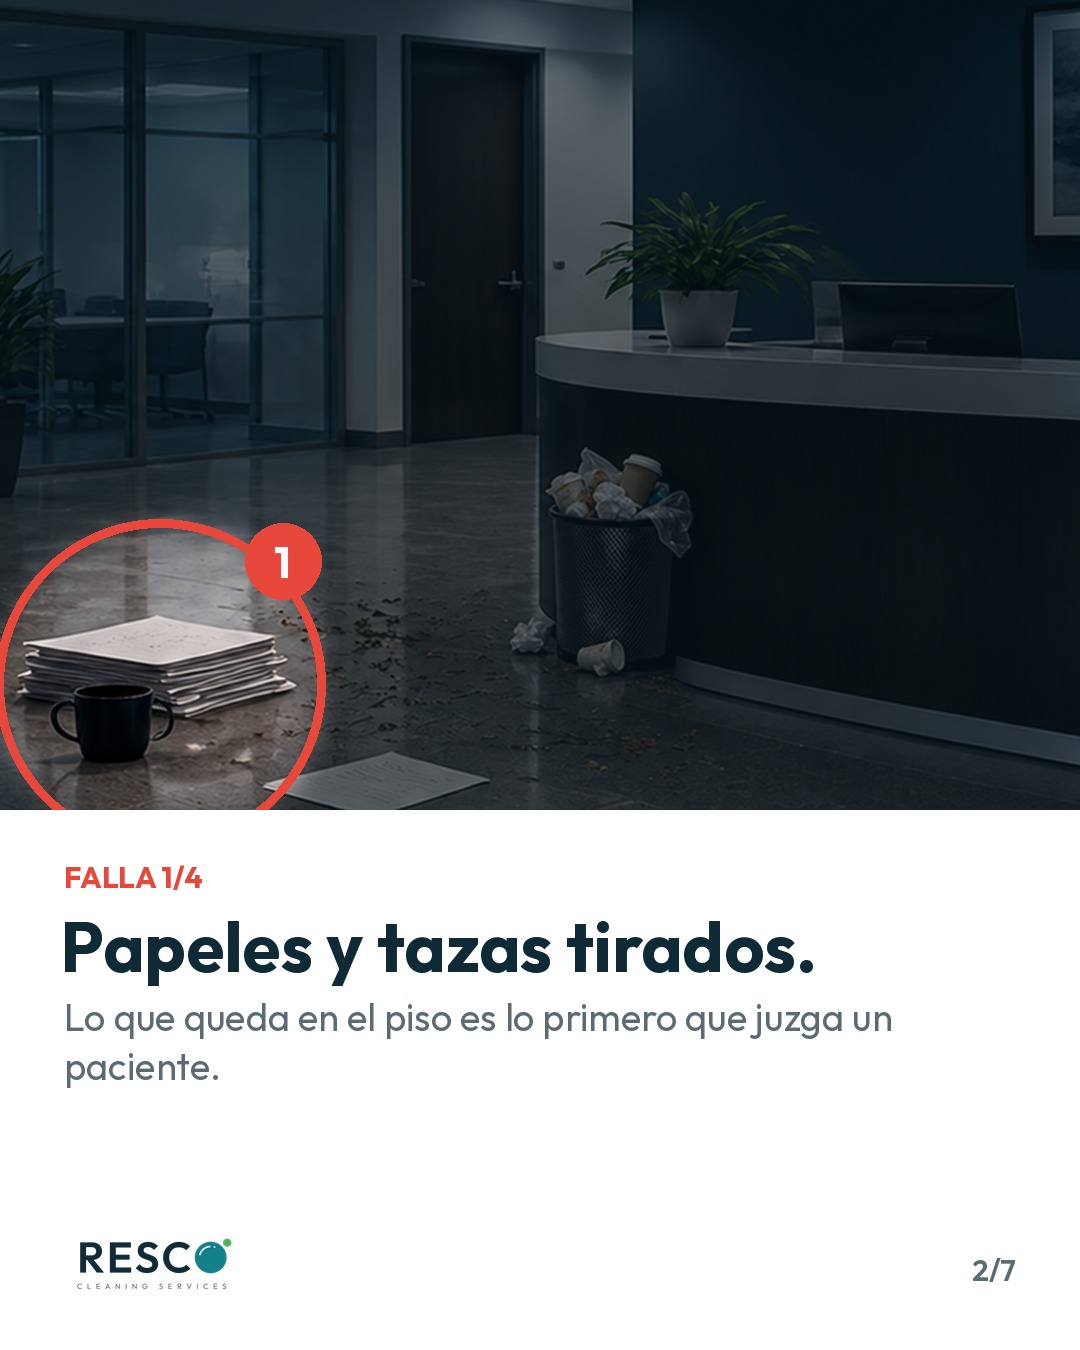 1
FALLA 1/4
Papeles y tazas tirados.
Lo que queda en el piso es lo primero que juzga un
paciente.
RESCO
CLEANING SERVICES
2/7